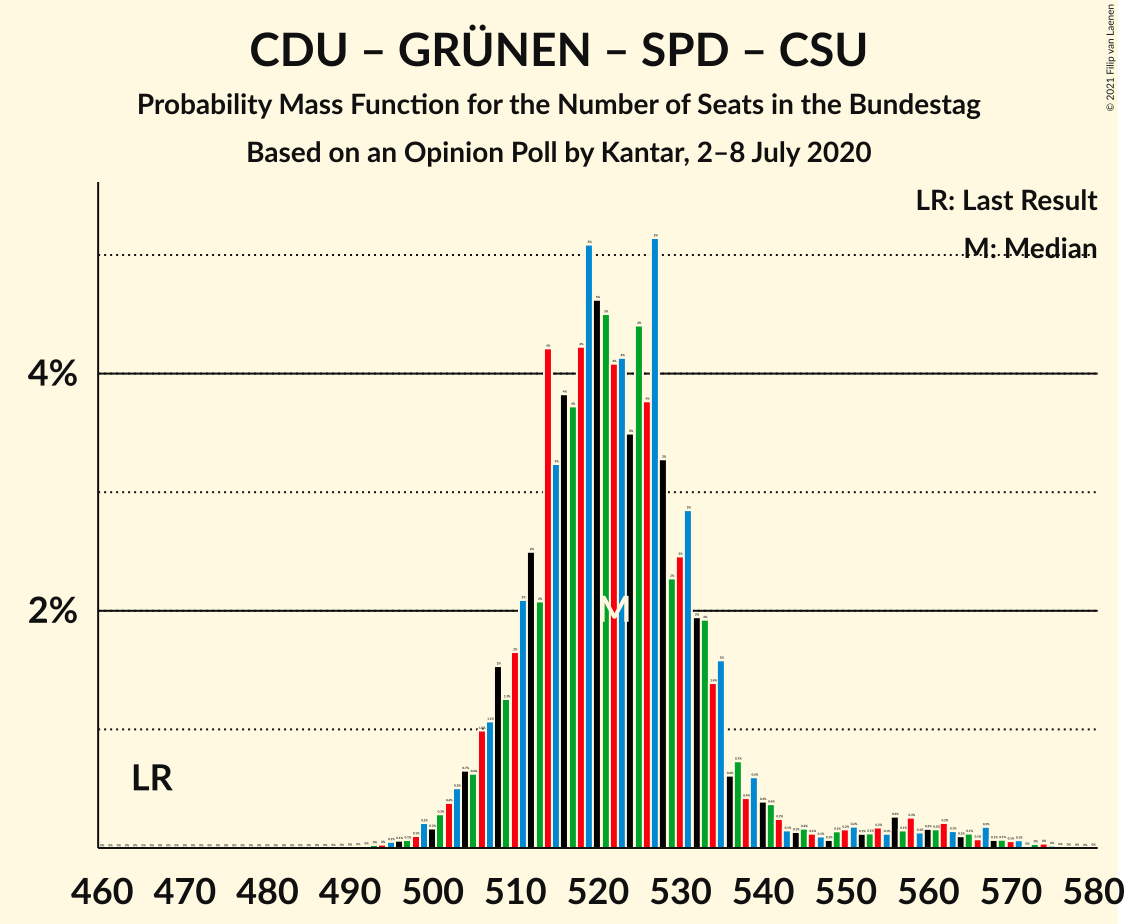 CDU – GRÜNEN – SPD – CSU
Probability Mass Function for the Number of Seats in the Bundestag
Based on an Opinion Poll by Kantar, 2–8 July 2020
© 2021 Filip van Laenen
LR: Last Result
M: Median
4%
2%
M
LR
460 470 480 490 500 510 520 530 540 550 560 570 580